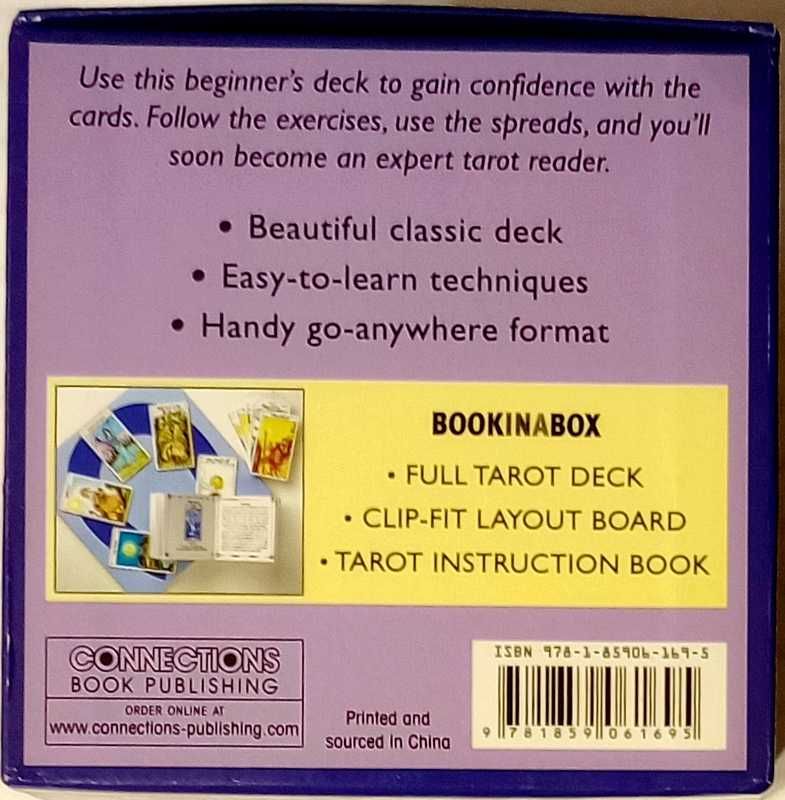 Use this beginner's deck to gain confidence with the
cards. Follow the exercises, use the spreads, and you'll
soon become an expert tarot reader.
• Beautiful classic deck
• Easy-to-learn techniques
• Handy go-anywhere format
BOOKINABOX
• FULL TAROT DECK
• CLIP-FIT LAYOUT BOARD
• TAROT INSTRUCTION BOOK
CONNECTIONS
BOOK PUBLISHING
ORDER ONLINE AT
www.connections-publishing.com
Printed and
sourced in China
ISBN 978-1-85906-169-5
9 781859 061695